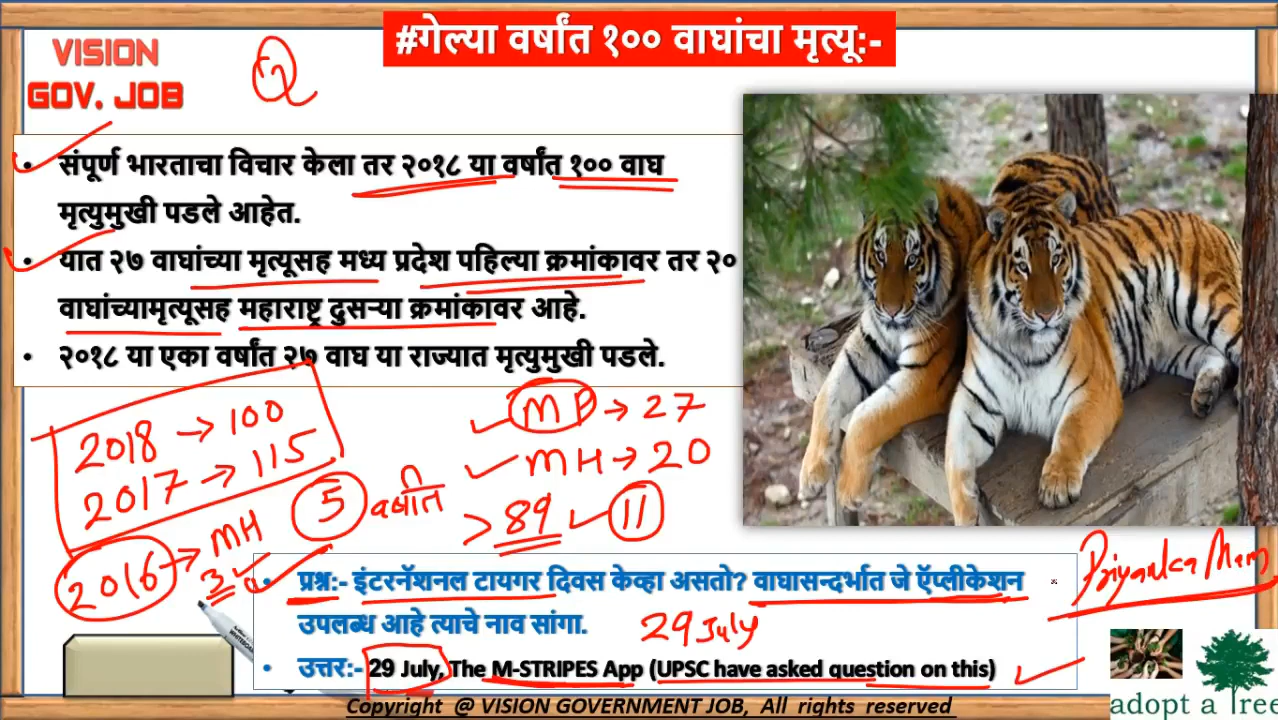 #गेल्या वर्षांत १०० वाघांचा मृत्यू:-
VISION
GOV. JOB
Q
• संपूर्ण भारताचा विचार केला तर २०१८ या वर्षांत १०० वाघ
मृत्युमुखी पडले आहेत.
• यात २७ वाघांच्या मृत्यूसह मध्य प्रदेश पहिल्या क्रमांकावर तर २०
वाघांच्यामृत्यूसह महाराष्ट्र दुसऱ्या क्रमांकावर आहे.
• २०१८ या एका वर्षांत २७ वाघ या राज्यात मृत्युमुखी पडले.
2018 → 100
2017 → 115
2016 → MH
5 वर्षात
MP → 27
MH → 20
> 89 11
Priyanka Mam
• प्रश्न:- इंटरनॅशनल टायगर दिवस केव्हा असतो? वाघासन्दर्भात जे ऍप्लीकेशन
उपलब्ध आहे त्याचे नाव सांगा.
29 July
• उत्तर:- 29 July, The M-STRIPES App (UPSC have asked question on this)
adopt a Tree
Copyright @ VISION GOVERNMENT JOB, All rights reserved